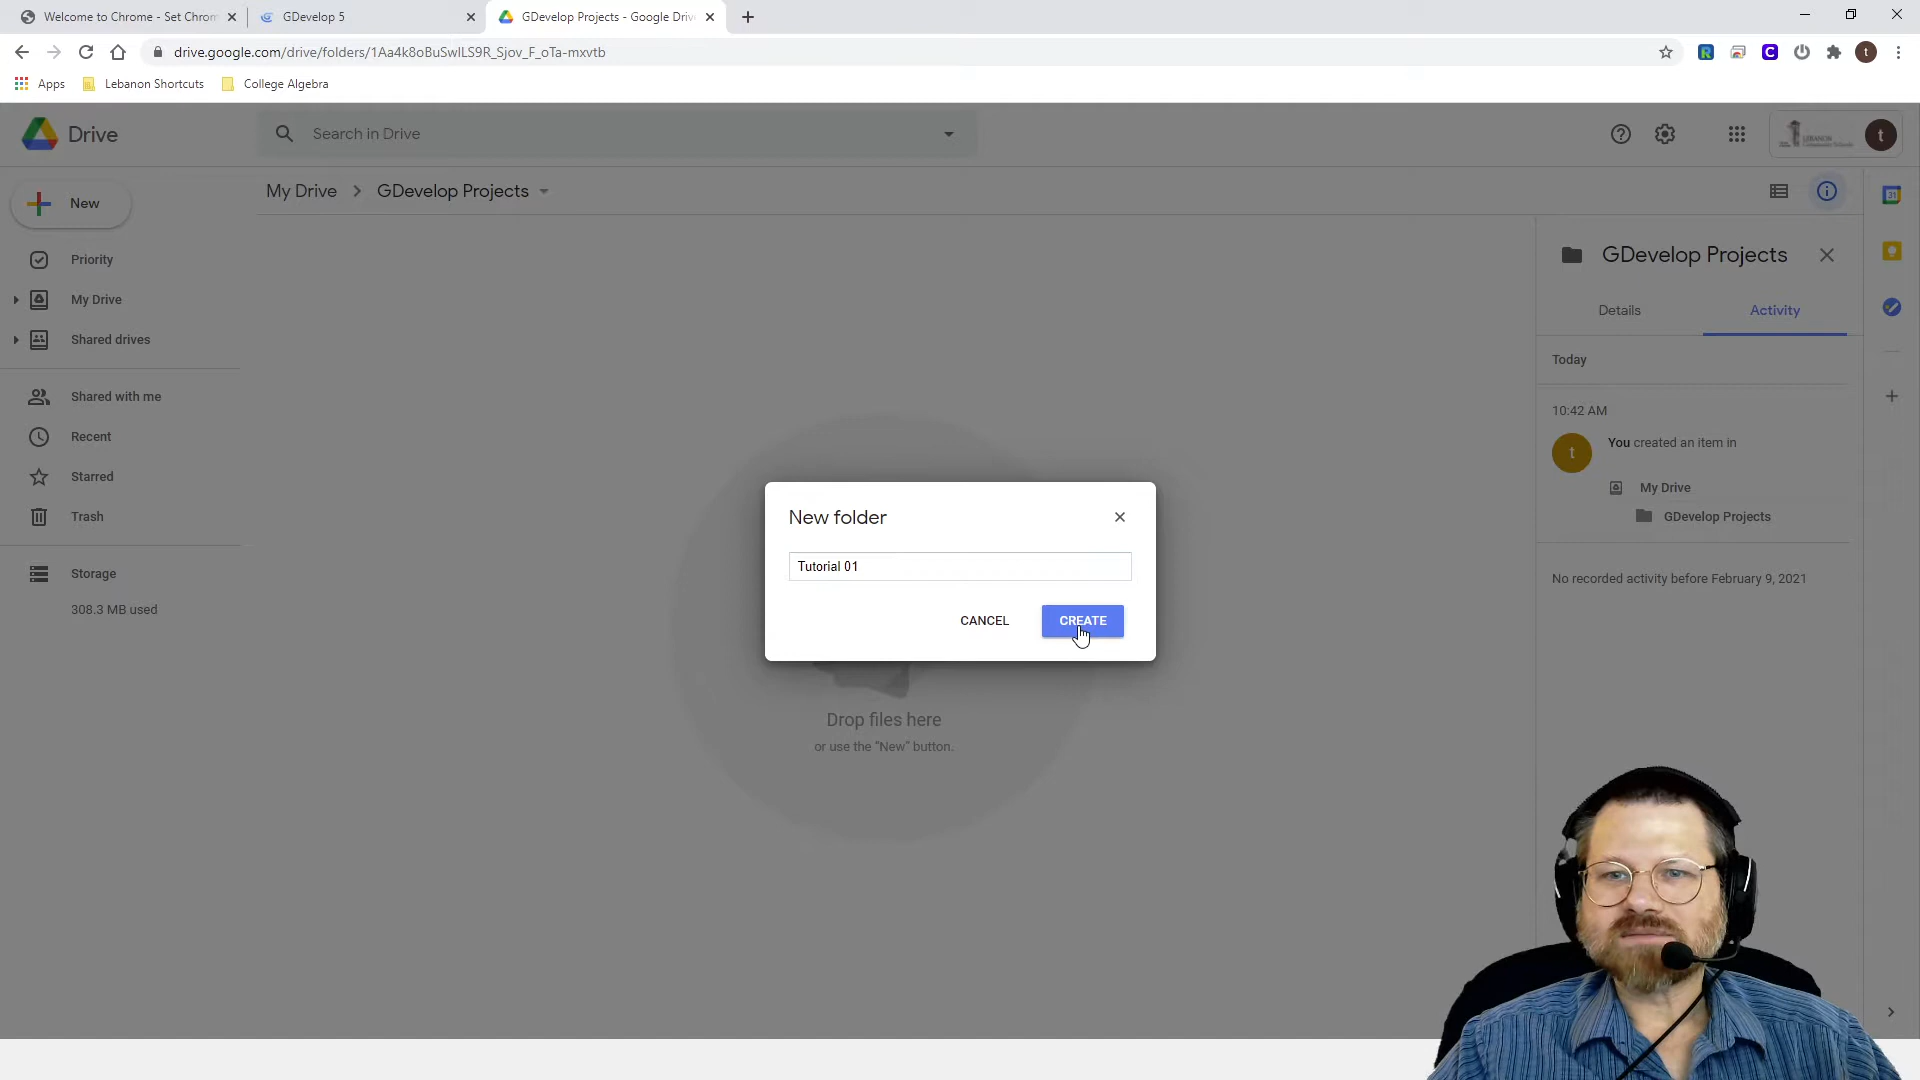 Welcome to Chrome - Set Chrom
GDevelop 5
GDevelop Projects - Google Driv
drive.google.com/drive/folders/1Aa4k8oBuSwILS9R_Sjov_F_oTa-mxvtb
R
C
t
Apps
Lebanon Shortcuts
College Algebra
Drive
Search in Drive
LEBANON
t
New
My Drive
GDevelop Projects
31
Priority
My Drive
Shared drives
Shared with me
Recent
Starred
Trash
Storage
308.3 MB used
GDevelop Projects
Details
Activity
Today
10:42 AM
t
You created an item in
My Drive
GDevelop Projects
No recorded activity before February 9, 2021
New folder
Tutorial 01
CANCEL
CREATE
Drop files here
or use the "New" button.